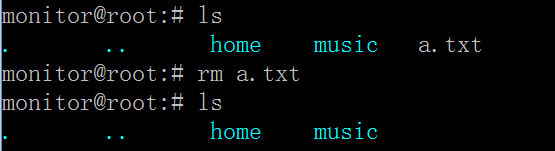 monitor@root:# ls
. .. home music a.txt
monitor@root:# rm a.txt
monitor@root:# ls
. .. home music